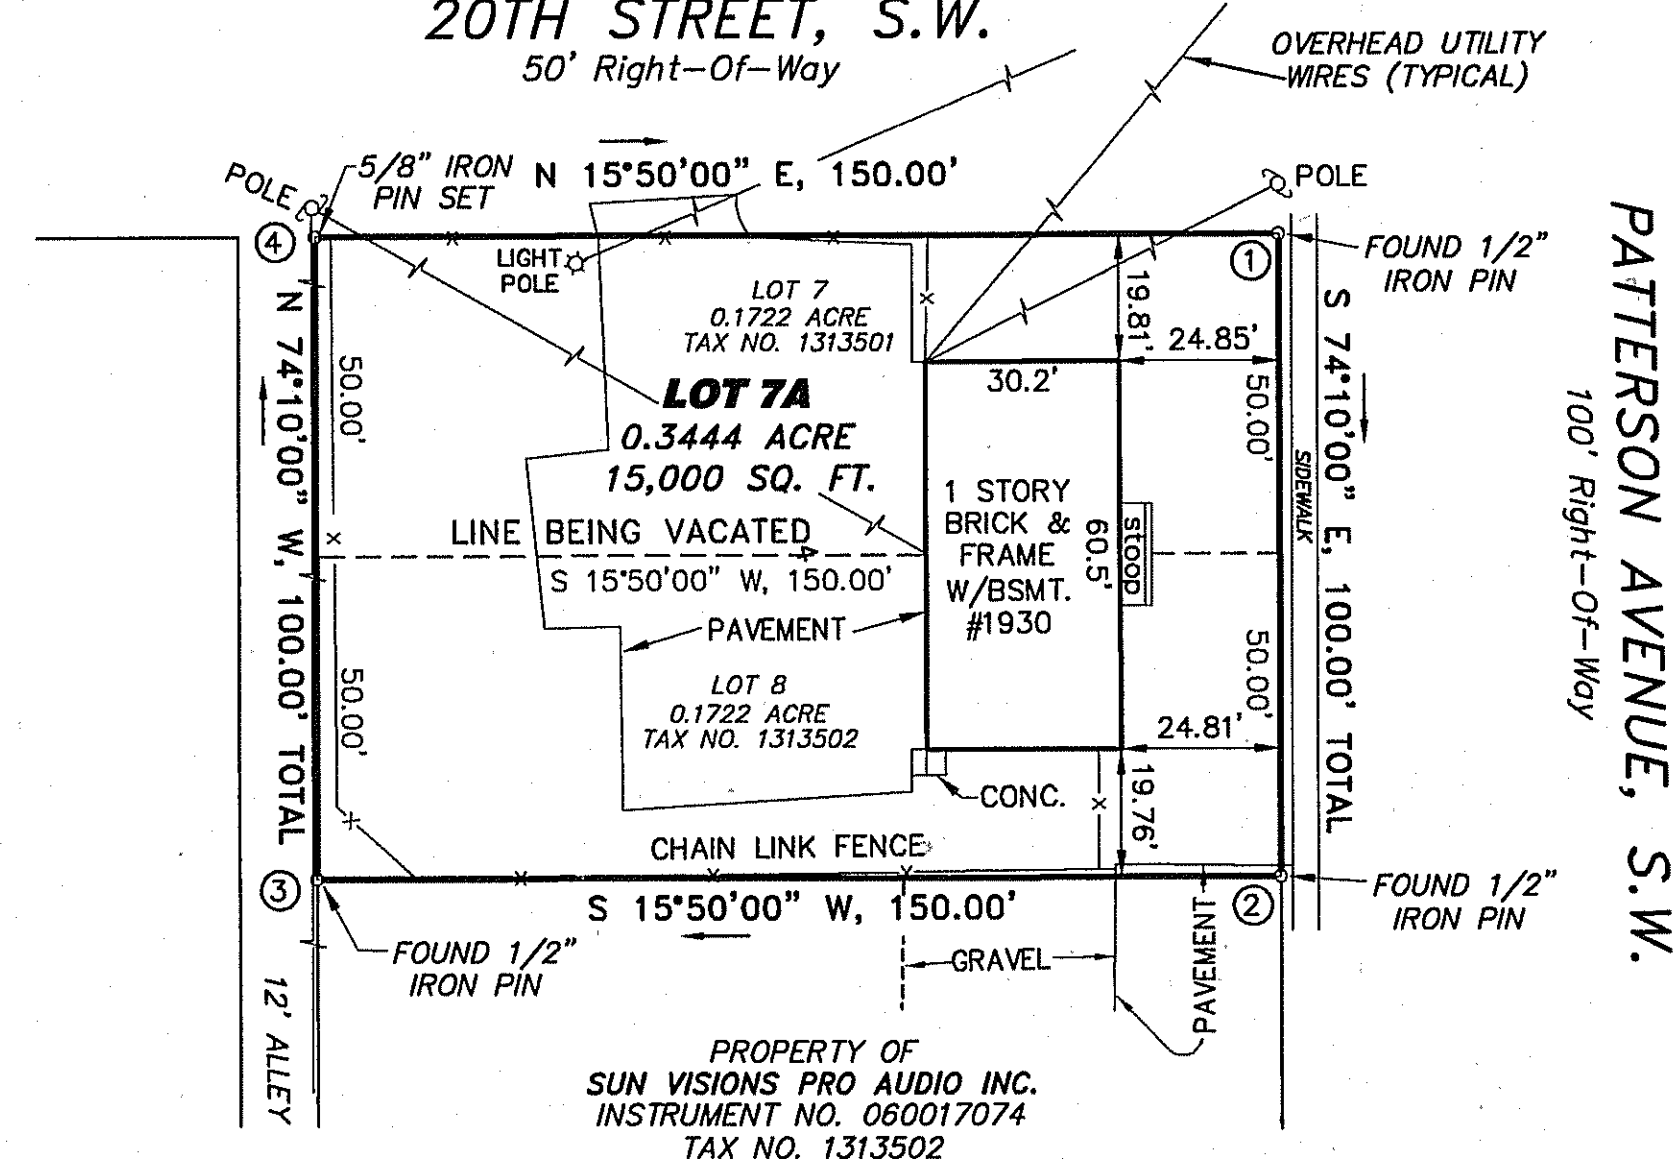 20TH STREET, S.W.
50' Right-Of-Way
OVERHEAD UTILITY
WIRES (TYPICAL)
5/8" IRON
PIN SET
N 15°50'00" E, 150.00'
POLE
POLE
4
LIGHT
POLE
1
FOUND 1/2"
IRON PIN
LOT 7
0.1722 ACRE
TAX NO. 1313501
19.81'
24.85'
30.2'
50.00'
50.00'
LOT 7A
0.3444 ACRE
15,000 SQ. FT.
N 74°10'00" W, 100.00' TOTAL
S 74°10'00" E, 100.00' TOTAL
SIDEWALK
PATTERSON AVENUE, S.W.
100' Right-Of-Way
1 STORY
BRICK &
FRAME
W/BSMT.
#1930
60.5'
stoop
LINE BEING VACATED
S 15°50'00" W, 150.00'
PAVEMENT
LOT 8
0.1722 ACRE
TAX NO. 1313502
50.00'
50.00'
24.81'
19.76'
CONC.
CHAIN LINK FENCE
3
S 15°50'00" W, 150.00'
2
FOUND 1/2"
IRON PIN
FOUND 1/2"
IRON PIN
GRAVEL
PAVEMENT
12' ALLEY
PROPERTY OF
SUN VISIONS PRO AUDIO INC.
INSTRUMENT NO. 060017074
TAX NO. 1313502